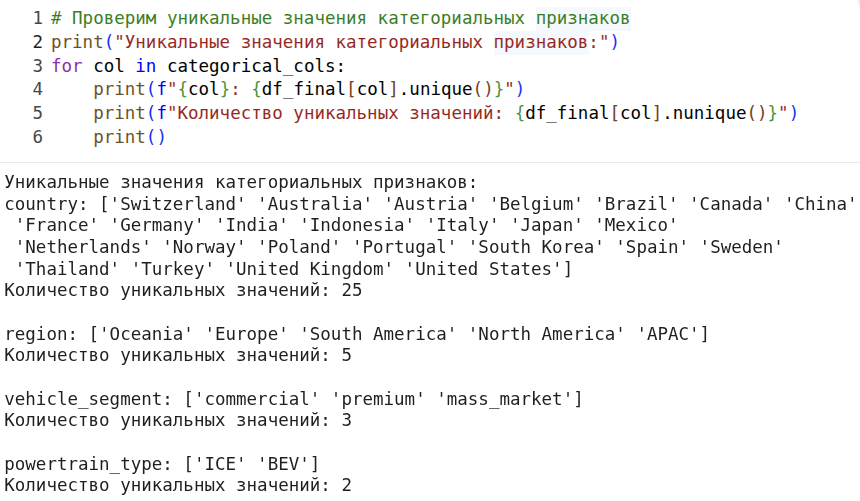 1 # Проверим уникальные значения категориальных признаков
2 print("Уникальные значения категориальных признаков:")
3 for col in categorical_cols:
4     print(f"{col}: {df_final[col].unique()}")
5     print(f"Количество уникальных значений: {df_final[col].nunique()}")
6     print()
Уникальные значения категориальных признаков:
country: ['Switzerland' 'Australia' 'Austria' 'Belgium' 'Brazil' 'Canada' 'China'
 'France' 'Germany' 'India' 'Indonesia' 'Italy' 'Japan' 'Mexico'
 'Netherlands' 'Norway' 'Poland' 'Portugal' 'South Korea' 'Spain' 'Sweden'
 'Thailand' 'Turkey' 'United Kingdom' 'United States']
Количество уникальных значений: 25
region: ['Oceania' 'Europe' 'South America' 'North America' 'APAC']
Количество уникальных значений: 5
vehicle_segment: ['commercial' 'premium' 'mass_market']
Количество уникальных значений: 3
powertrain_type: ['ICE' 'BEV']
Количество уникальных значений: 2